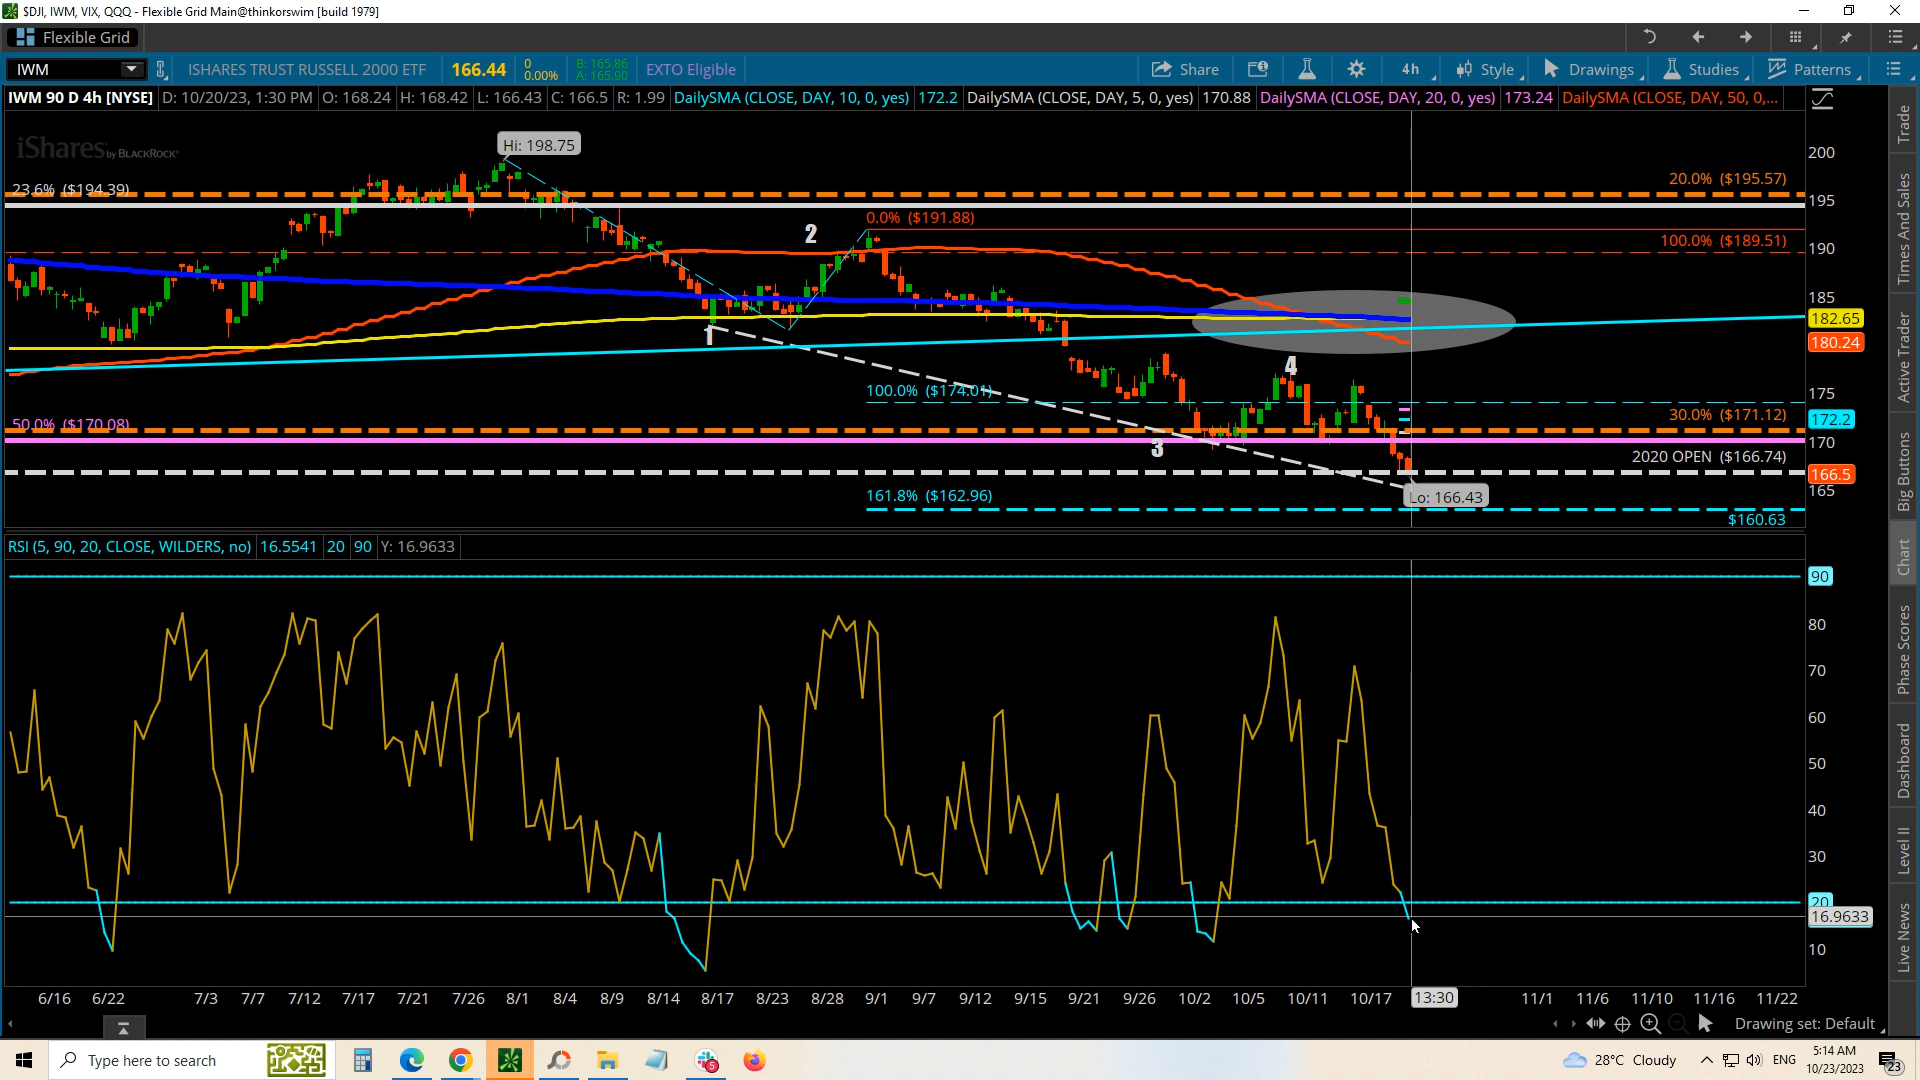 $DJI, IWM, VIX, QQQ - Flexible Grid Main@thinkorswim [build 1979]
Flexible Grid
IWM
ISHARES TRUST RUSSELL 2000 ETF
166.44
0
0.00%
B: 165.86
A: 165.90
EXTO Eligible
Share
4h
Style
Drawings
Studies
Patterns
IWM 90 D 4h [NYSE] D: 10/20/23, 1:30 PM O: 168.24 H: 168.42 L: 166.43 C: 166.5 R: 1.99 DailySMA (CLOSE, DAY, 10, 0, yes) 172.2 DailySMA (CLOSE, DAY, 5, 0, yes) 170.88 DailySMA (CLOSE, DAY, 20, 0, yes) 173.24 DailySMA (CLOSE, DAY, 50, 0,...
iShares by BLACKROCK
Hi: 198.75
23.6% ($194.39)
20.0% ($195.57)
0.0% ($191.88)
100.0% ($189.51)
2
1
4
3
100.0% ($174.01)
30.0% ($171.12)
50.0% ($170.08)
2020 OPEN ($166.74)
161.8% ($162.96)
Lo: 166.43
$160.63
200
195
190
185
182.65
180.24
175
172.2
170
166.5
165
RSI (5, 90, 20, CLOSE, WILDERS, no) 16.5541 20 90 Y: 16.9633
90
80
70
60
50
40
30
20
16.9633
10
6/16 6/22 7/3 7/7 7/12 7/17 7/21 7/26 8/1 8/4 8/9 8/14 8/17 8/23 8/28 9/1 9/7 9/12 9/15 9/21 9/26 10/2 10/5 10/11 10/17 13:30 11/1 11/6 11/10 11/16 11/22
Drawing set: Default
Trade
Times And Sales
Active Trader
Big Buttons
Chart
Phase Scores
Dashboard
Level II
Live News
Type here to search
5
28°C Cloudy
ENG
5:14 AM
10/23/2023
23